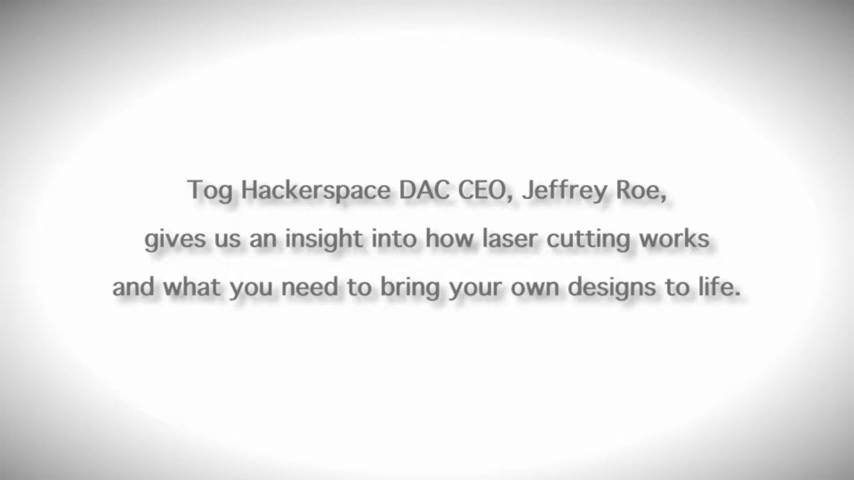 Tog Hackerspace DAC CEO, Jeffrey Roe,
gives us an insight into how laser cutting works
and what you need to bring your own designs to life.